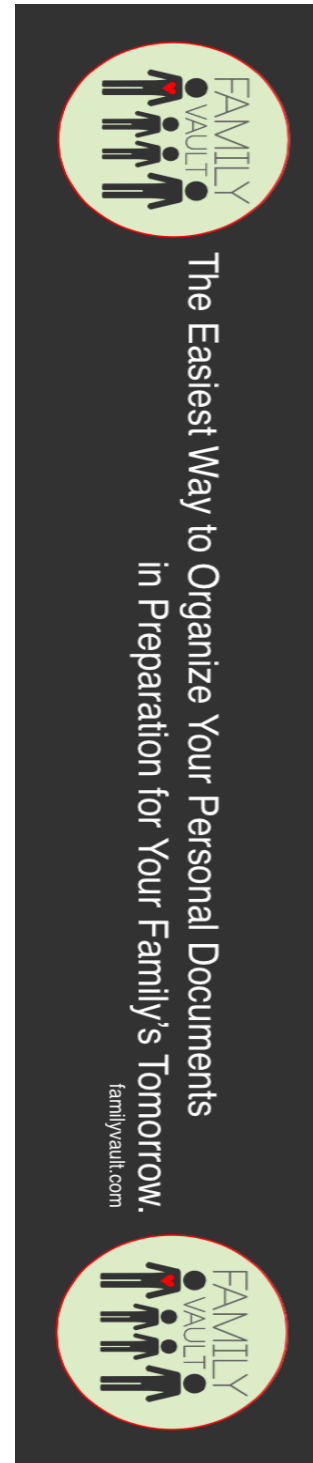 FAMILY
VAULT
The Easiest Way to Organize Your Personal Documents
in Preparation for Your Family's Tomorrow.
familyvault.com
FAMILY
VAULT